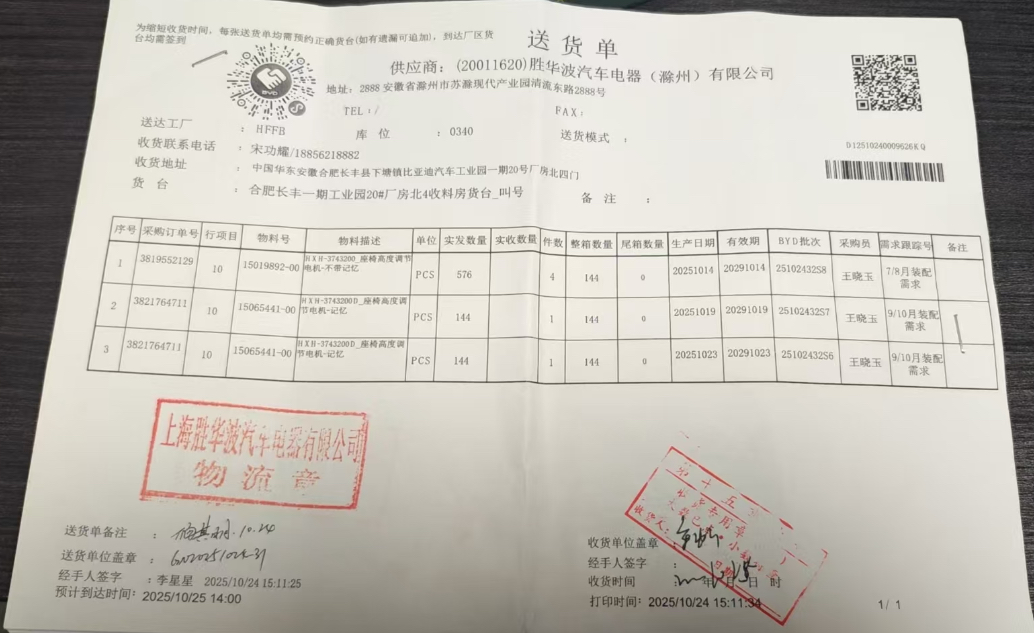 为缩短收货时间，每张送货单均需预约正确货台(如有遗漏可追加)，到达厂区货
台均需签到
送货单
供应商：(20011620)胜华波汽车电器（滁州）有限公司
地址：2888安徽省滁州市苏滁现代产业园清流东路2888号
TEL：/
FAX：
BYD
送达工厂 ：HFFB
库 位 ：0340
送货模式 ：
D12510240009626KQ
收货联系电话 ：宋功耀/18856218882
收货地址 ：中国华东安徽合肥长丰县下塘镇比亚迪汽车工业园一期20号厂房北四门
货 台 ：合肥长丰一期工业园20#厂房北4收料房货台_叫号
备 注 ：
序号 采购订单号 行项目 物料号 物料描述 单位 实发数量 实收数量 件数 整箱数量 尾箱数量 生产日期 有效期 BYD批次 采购员 需求跟踪号 备注
1 3819552129 10 15019892-00 HXH-3743200_座椅高度调节电机-不带记忆 PCS 576 4 144 0 20251014 20291014 25102432S8 王晓玉 7/8月装配需求
2 3821764711 10 15065441-00 HXH-3743200D_座椅高度调节电机-记忆 PCS 144 1 144 0 20251019 20291019 25102432S7 王晓玉 9/10月装配需求
3 3821764711 10 15065441-00 HXH-3743200D_座椅高度调节电机-记忆 PCS 144 1 144 0 20251023 20291023 25102432S6 王晓玉 9/10月装配需求
上海胜华波汽车电器有限公司
物流章
第十五
收货专用章
收货人：
送货单备注 ： 10.24
送货单位盖章 ：
经手人签字 ：李星星 2025/10/24 15:11:25
预计到达时间：2025/10/25 14:00
收货单位盖章 ：
经手人签字 ：
收货时间 ： 年 月 日 时
打印时间：2025/10/24 15:11:34
1/ 1